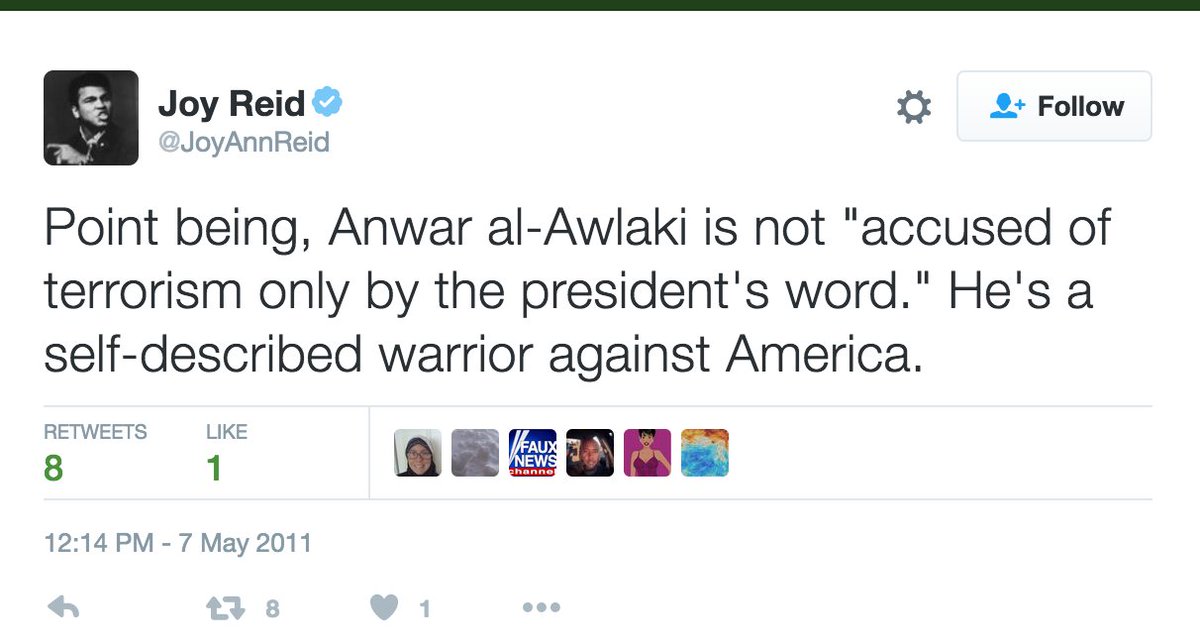 Joy Reid
@JoyAnnReid
Follow
Point being, Anwar al-Awlaki is not "accused of
terrorism only by the president's word." He's a
self-described warrior against America.
RETWEETS LIKE
8 1
FAUX
NEWS
channel
12:14 PM - 7 May 2011
8 1